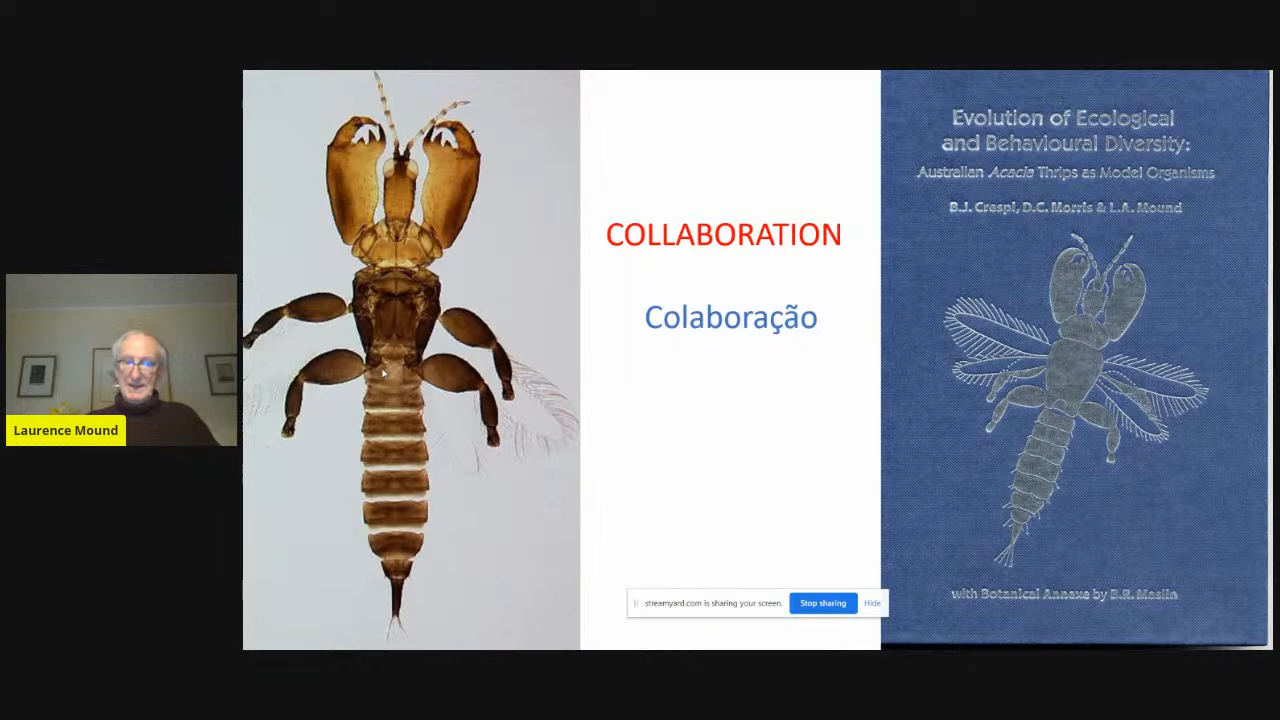 Laurence Mound
COLLABORATION
Colaboração
streamyard.com is sharing your screen.
Stop sharing
Hide
Evolution of Ecological
and Behavioural Diversity:
Australian Acacia Thrips as Model Organisms
B.J. Crespi, D.C. Morris & L.A. Mound
with Botanical Annexe by B.R. Maslin